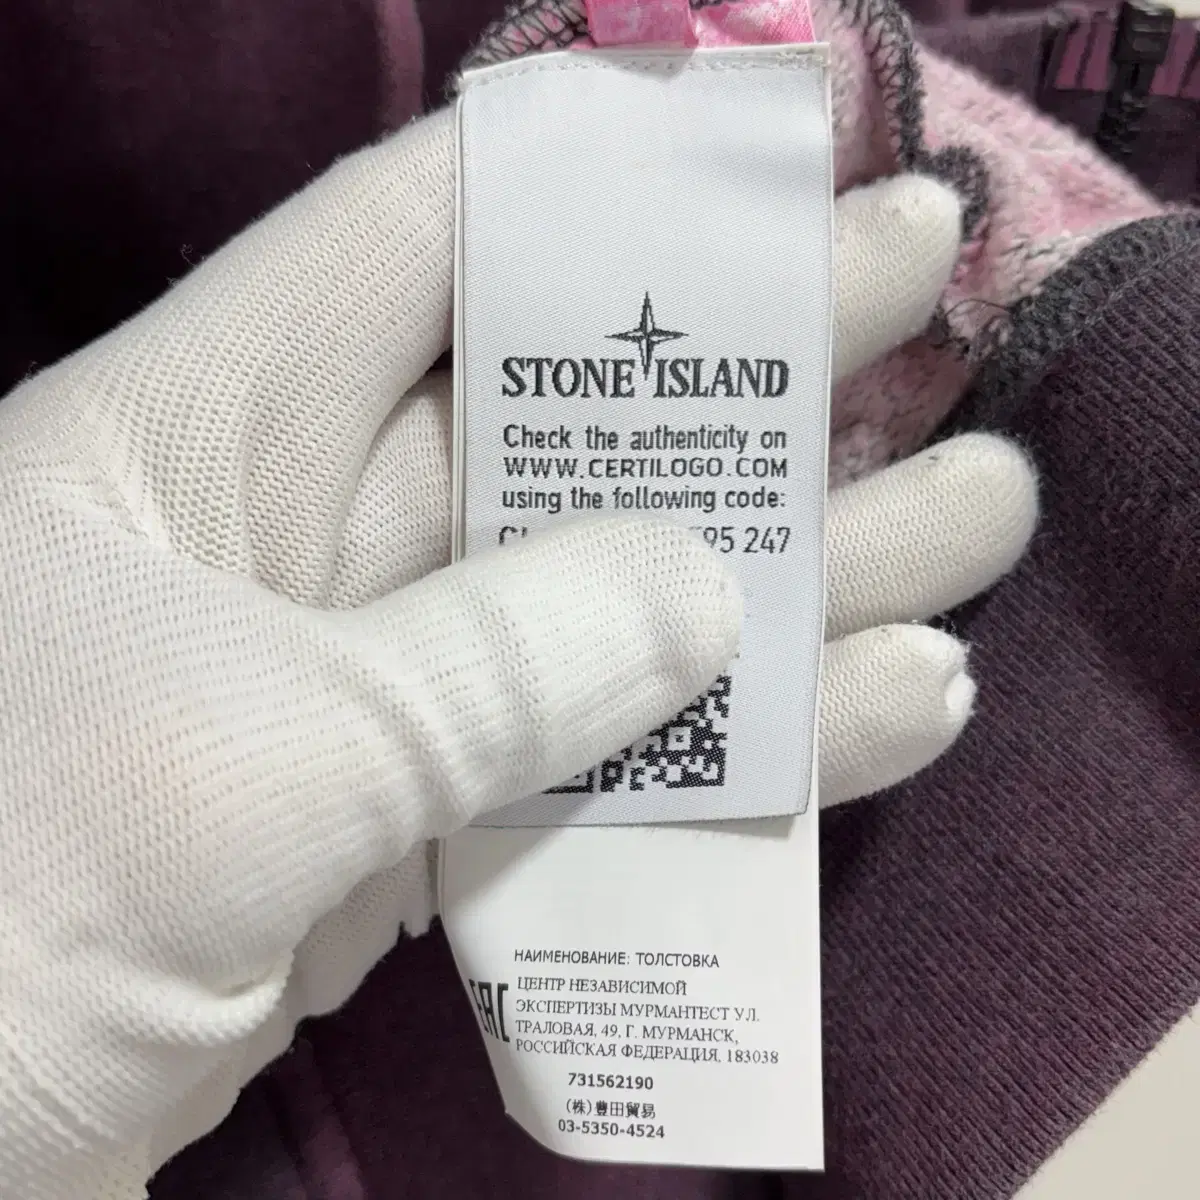 STONE ISLAND
Check the authenticity on
WWW.CERTILOGO.COM
using the following code:
95 247
НАИМЕНОВАНИЕ: ТОЛСТОВКА
ЦЕНТР НЕЗАВИСИМОЙ
ЭКСПЕРТИЗЫ МУРМАНТЕСТ УЛ.
ТРАЛОВАЯ, 49, Г. МУРМАНСК,
РОССИЙСКАЯ ФЕДЕРАЦИЯ, 183038
EAC
731562190
(株)豊田貿易
03-5350-4524